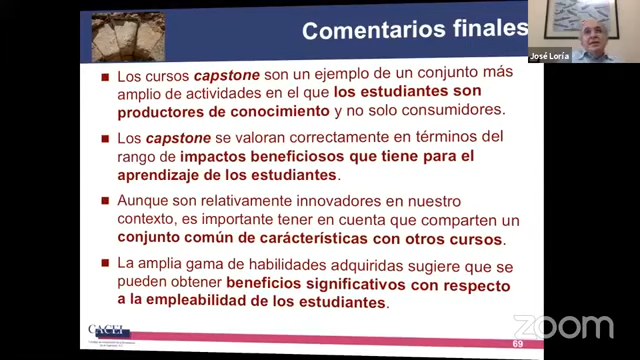 Comentarios finales
José Loría
Los cursos capstone son un ejemplo de un conjunto más
amplio de actividades en el que los estudiantes son
productores de conocimiento y no solo consumidores.
Los capstone se valoran correctamente en términos del
rango de impactos beneficiosos que tiene para el
aprendizaje de los estudiantes.
Aunque son relativamente innovadores en nuestro
contexto, es importante tener en cuenta que comparten un
conjunto común de carácterísticas con otros cursos.
La amplia gama de habilidades adquiridas sugiere que se
pueden obtener beneficios significativos con respecto
a la empleabilidad de los estudiantes.
CACEI
69
zoom